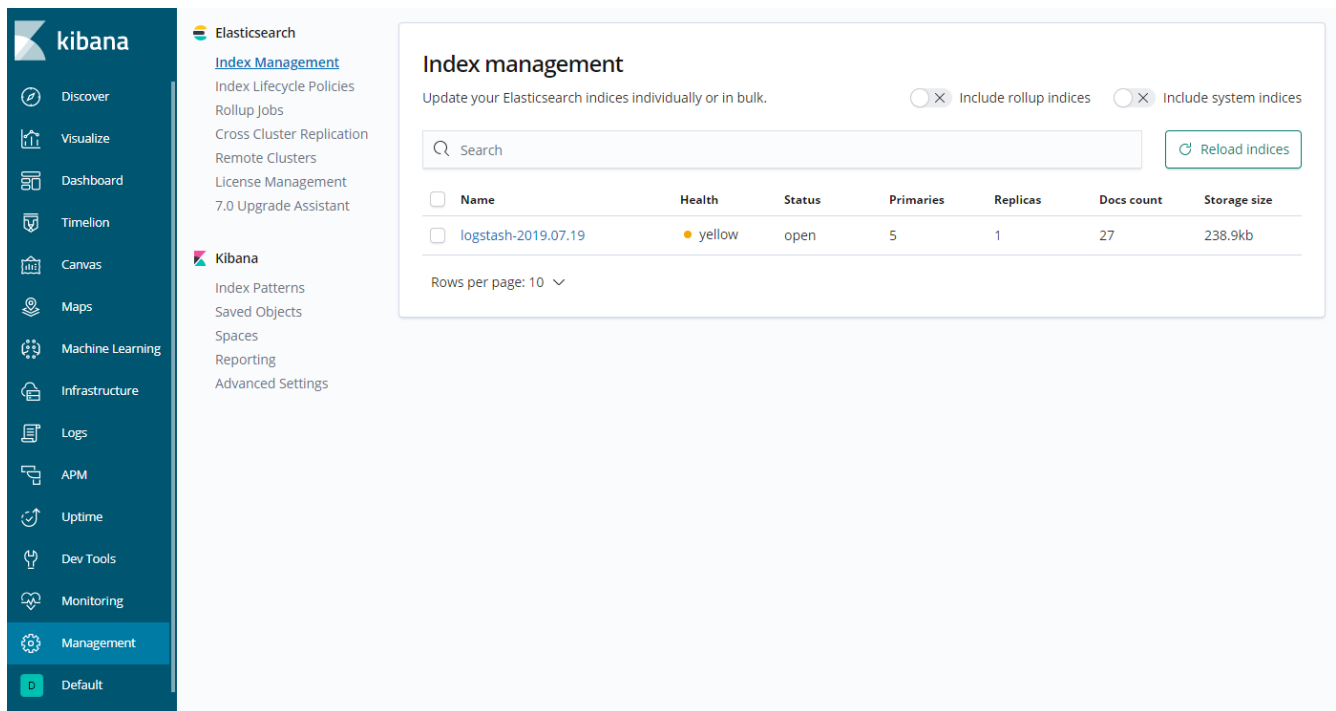 kibana
Discover
Visualize
Dashboard
Timelion
Canvas
Maps
Machine Learning
Infrastructure
Logs
APM
Uptime
Dev Tools
Monitoring
Management
D Default
Elasticsearch
Index Management
Index Lifecycle Policies
Rollup Jobs
Cross Cluster Replication
Remote Clusters
License Management
7.0 Upgrade Assistant
Kibana
Index Patterns
Saved Objects
Spaces
Reporting
Advanced Settings
Index management
Update your Elasticsearch indices individually or in bulk. Include rollup indices Include system indices
Search Reload indices
Name Health Status Primaries Replicas Docs count Storage size
logstash-2019.07.19 yellow open 5 1 27 238.9kb
Rows per page: 10